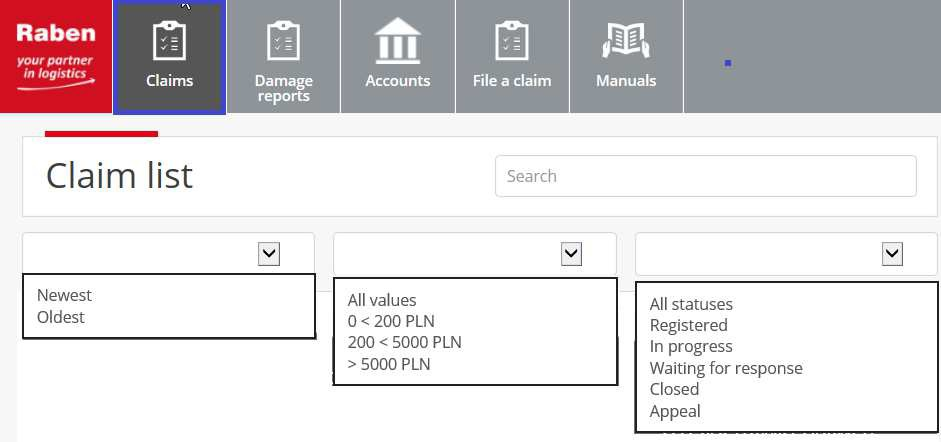 Raben
your partner
in logistics
Claims
Damage
reports
Accounts
File a claim
Manuals
Claim list
Search
Newest
Oldest
All values
0 < 200 PLN
200 < 5000 PLN
> 5000 PLN
All statuses
Registered
In progress
Waiting for response
Closed
Appeal